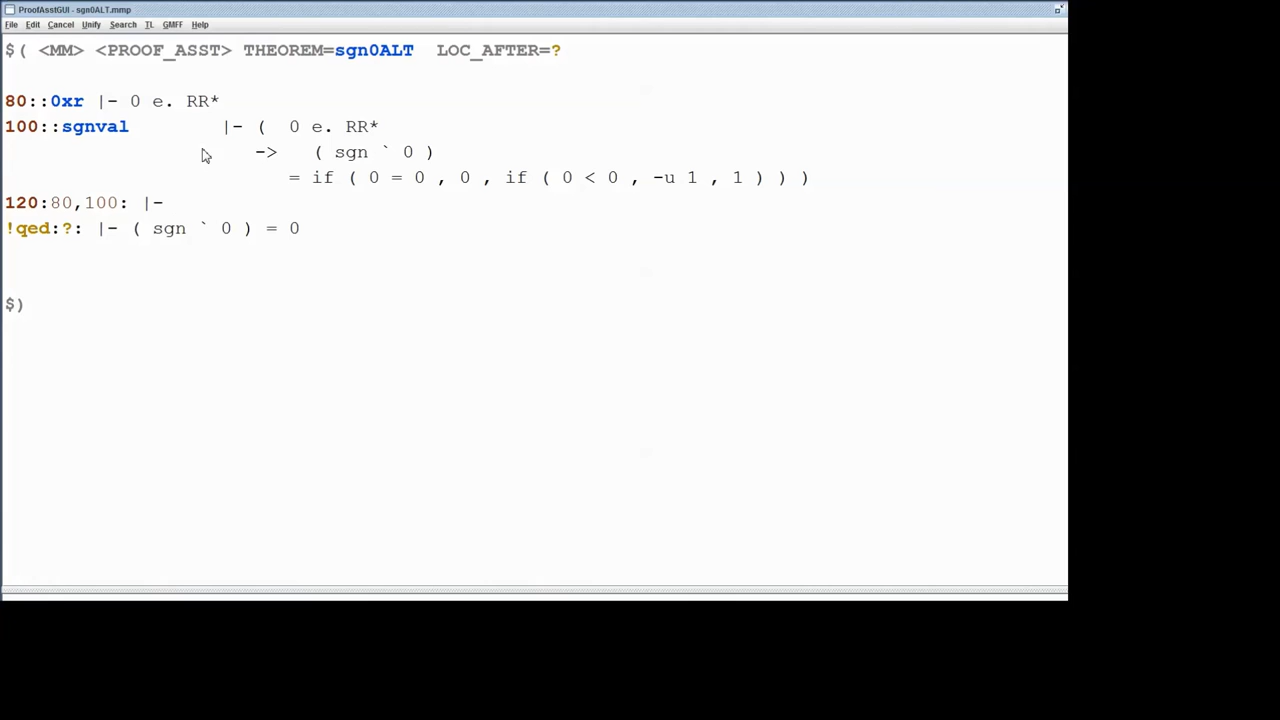 ProofAsstGUI - sgn0ALT.mmp
File Edit Cancel Unify Search TL GMFF Help
$( <MM> <PROOF_ASST> THEOREM=sgn0ALT LOC_AFTER=?
80::0xr |- 0 e. RR*
100::sgnval |- ( 0 e. RR*
-> ( sgn ` 0 )
= if ( 0 = 0 , 0 , if ( 0 < 0 , -u 1 , 1 ) ) )
120:80,100: |-
!qed:?: |- ( sgn ` 0 ) = 0
$)